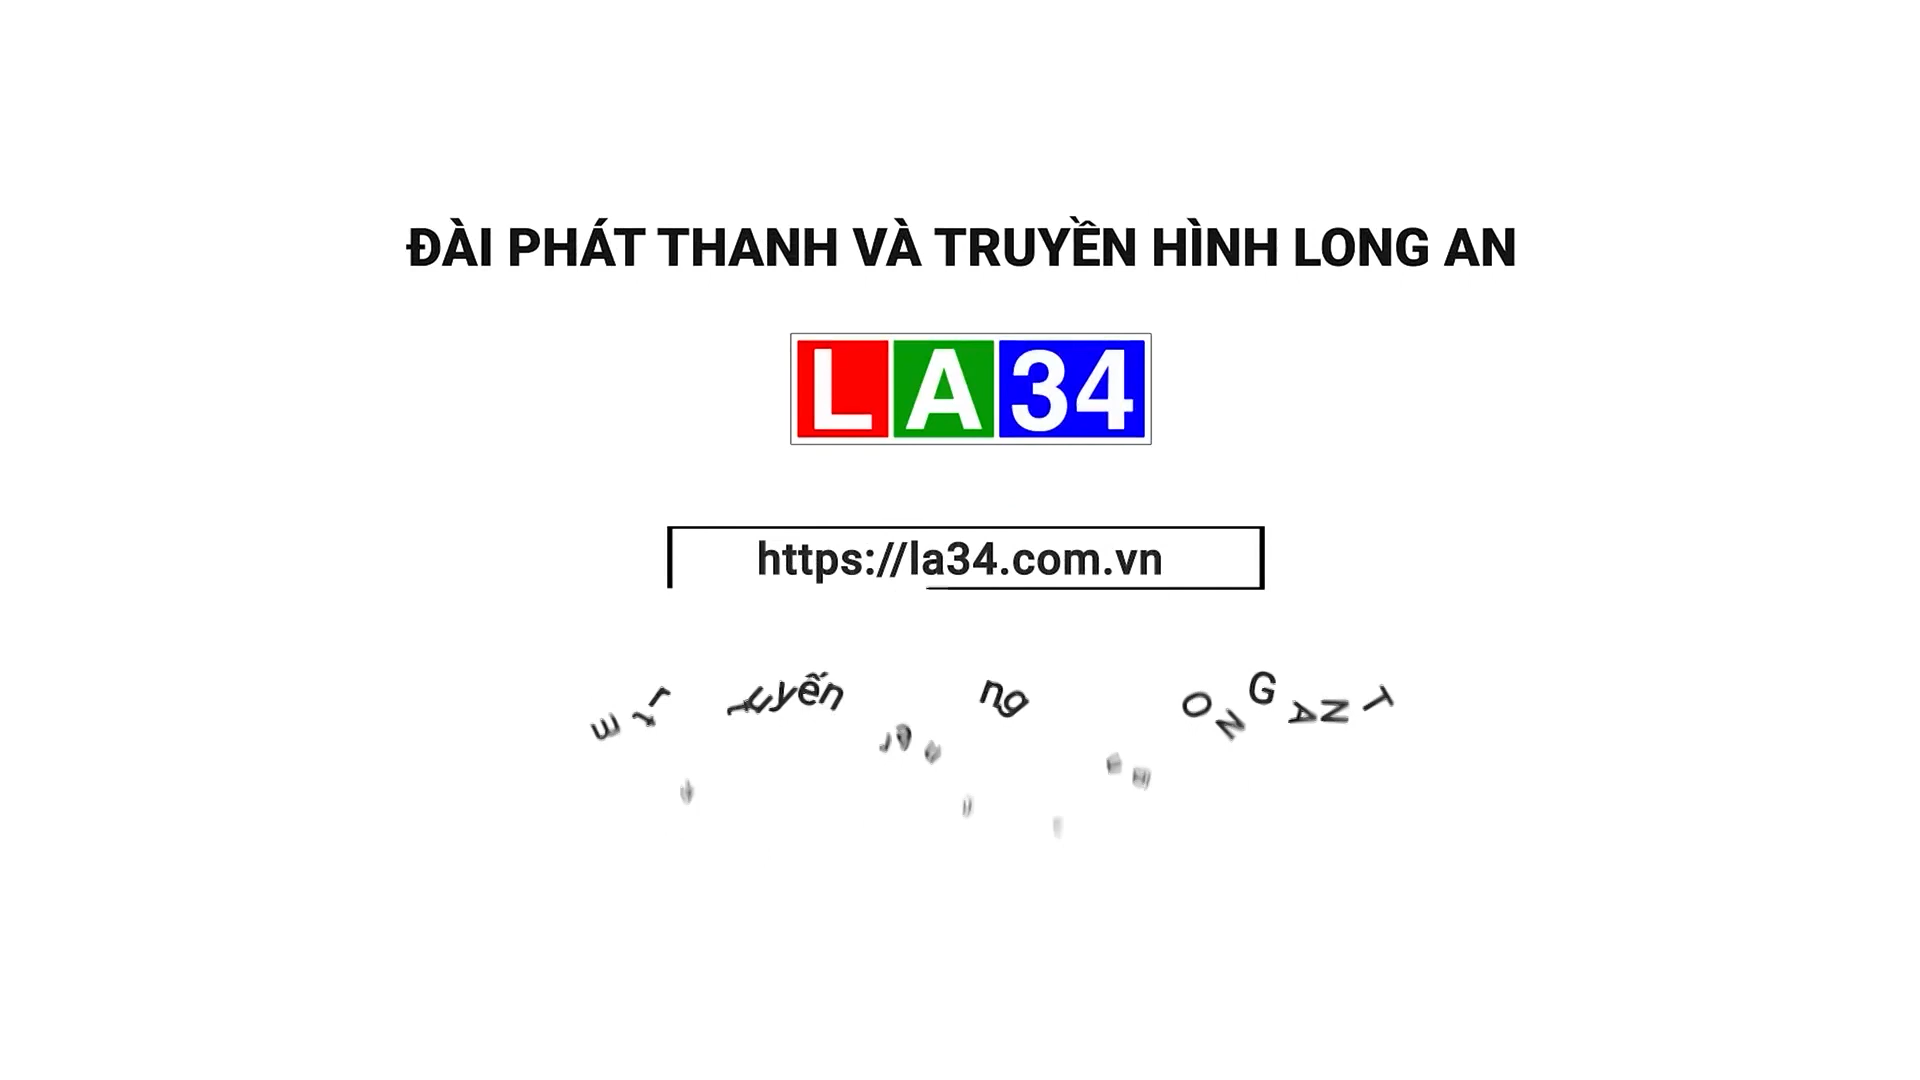 ĐÀI PHÁT THANH VÀ TRUYỀN HÌNH LONG AN
LA34
https://la34.com.vn